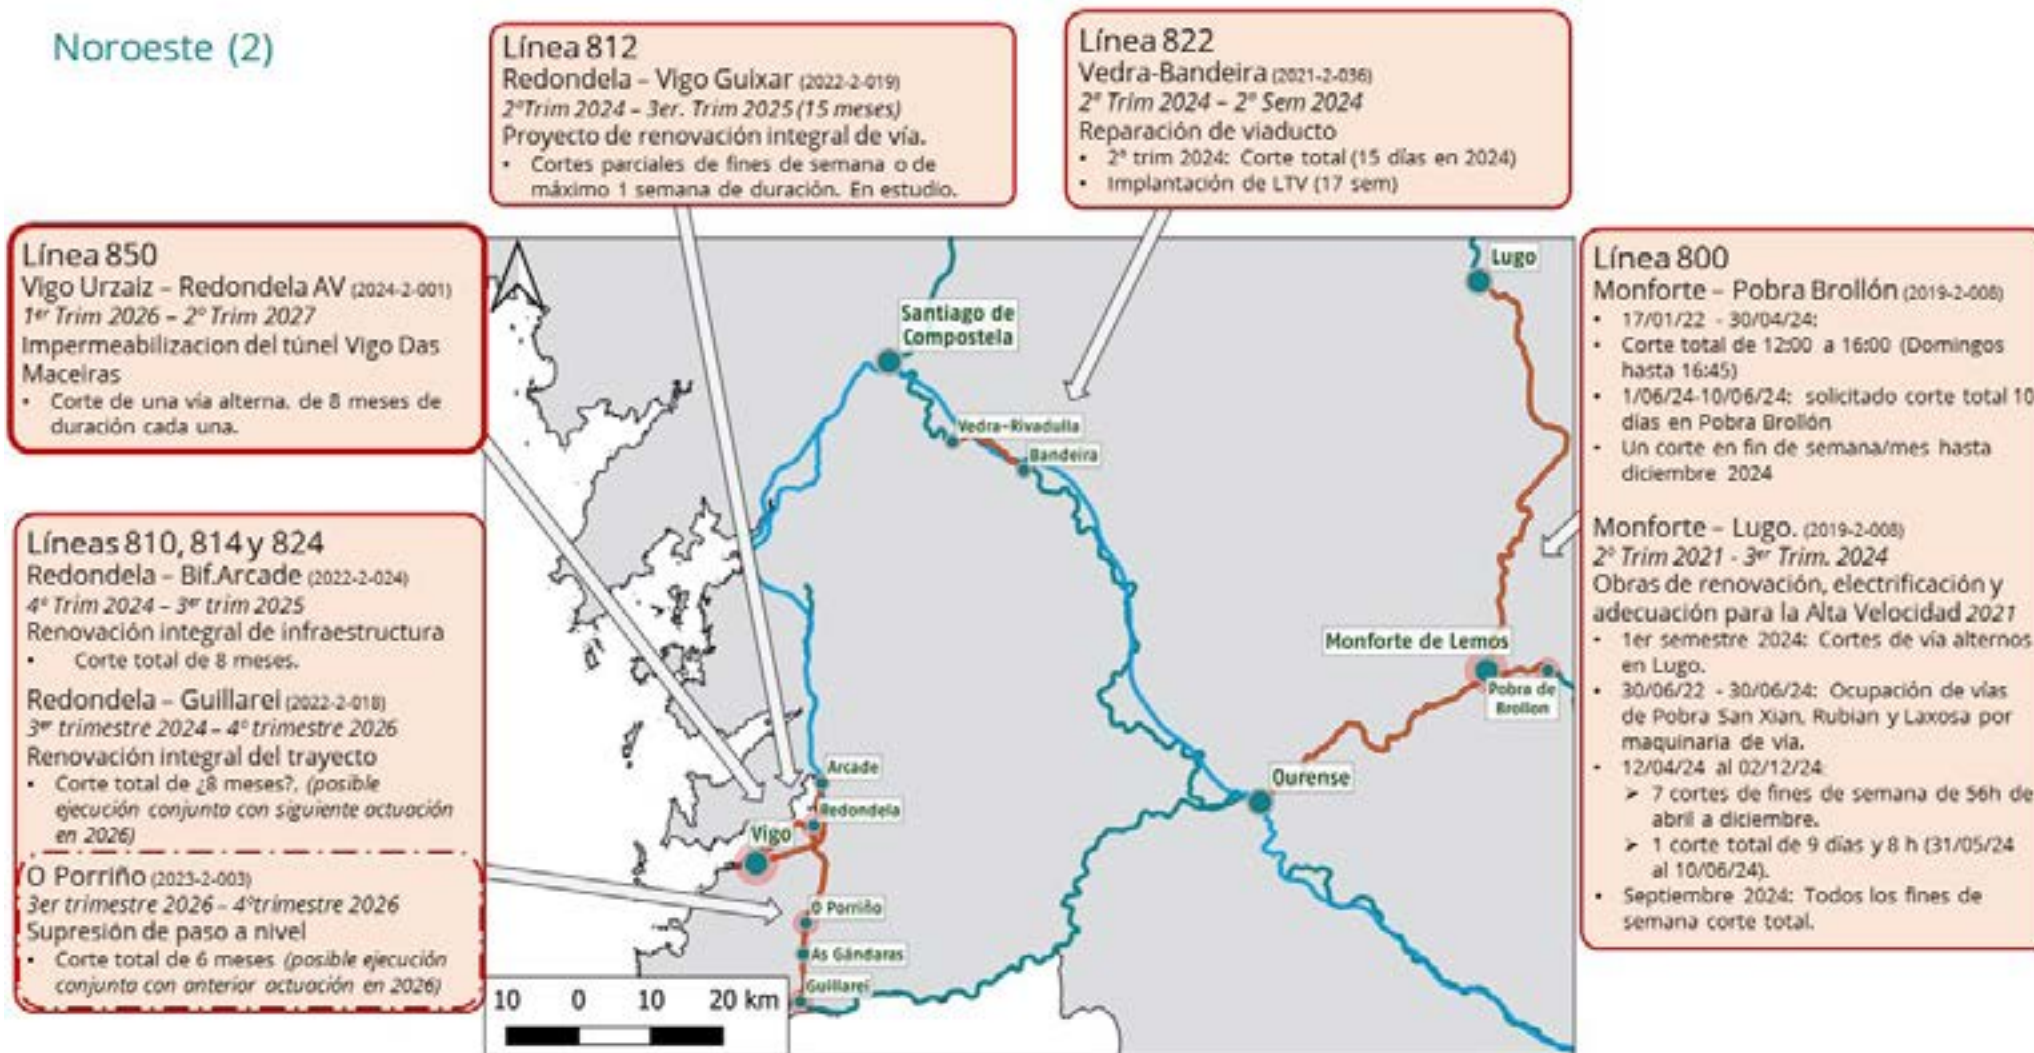 Noroeste (2)
Línea 812
Redondela – Vigo Guixar (2022-2-019)
2ºTrim 2024 – 3er. Trim 2025 (15 meses)
Proyecto de renovación integral de vía.
• Cortes parciales de fines de semana o de
máximo 1 semana de duración. En estudio.
Línea 822
Vedra-Bandeira (2021-2-036)
2º Trim 2024 – 2º Sem 2024
Reparación de viaducto
• 2º trim 2024: Corte total (15 días en 2024)
• Implantación de LTV (17 sem)
Línea 850
Vigo Urzaiz – Redondela AV (2024-2-001)
1er Trim 2026 – 2º Trim 2027
Impermeabilizacion del túnel Vigo Das
Maceiras
• Corte de una vía alterna. de 8 meses de
duración cada una.
Líneas 810, 814 y 824
Redondela – Bif.Arcade (2022-2-024)
4º Trim 2024 – 3er trim 2025
Renovación integral de infraestructura
• Corte total de 8 meses.
Redondela – Guillarei (2022-2-018)
3er trimestre 2024 – 4º trimestre 2026
Renovación integral del trayecto
• Corte total de ¿8 meses?, (posible
ejecución conjunta con siguiente actuación
en 2026)
O Porriño (2023-2-003)
3er trimestre 2026 – 4ºtrimestre 2026
Supresión de paso a nivel
• Corte total de 6 meses (posible ejecución
conjunta con anterior actuación en 2026)
Línea 800
Monforte – Pobra Brollón (2019-2-008)
• 17/01/22 - 30/04/24:
• Corte total de 12:00 a 16:00 (Domingos
hasta 16:45)
• 1/06/24-10/06/24: solicitado corte total 10
días en Pobra Brollón
• Un corte en fin de semana/mes hasta
diciembre 2024
Monforte – Lugo. (2019-2-008)
2º Trim 2021 - 3er Trim. 2024
Obras de renovación, electrificación y
adecuación para la Alta Velocidad 2021
• 1er semestre 2024: Cortes de vía alternos
en Lugo.
• 30/06/22 - 30/06/24: Ocupación de vías
de Pobra San Xian, Rubian y Laxosa por
maquinaria de vía.
• 12/04/24 al 02/12/24:
➢ 7 cortes de fines de semana de 56h de
abril a diciembre.
➢ 1 corte total de 9 días y 8 h (31/05/24
al 10/06/24).
• Septiembre 2024: Todos los fines de
semana corte total.
Lugo
Santiago de
Compostela
Vedra-Rivadulla
Bandeira
Monforte de Lemos
Pobra de
Brollon
Ourense
Arcade
Redondela
Vigo
O Porriño
As Gándaras
Guillarei
10 0 10 20 km